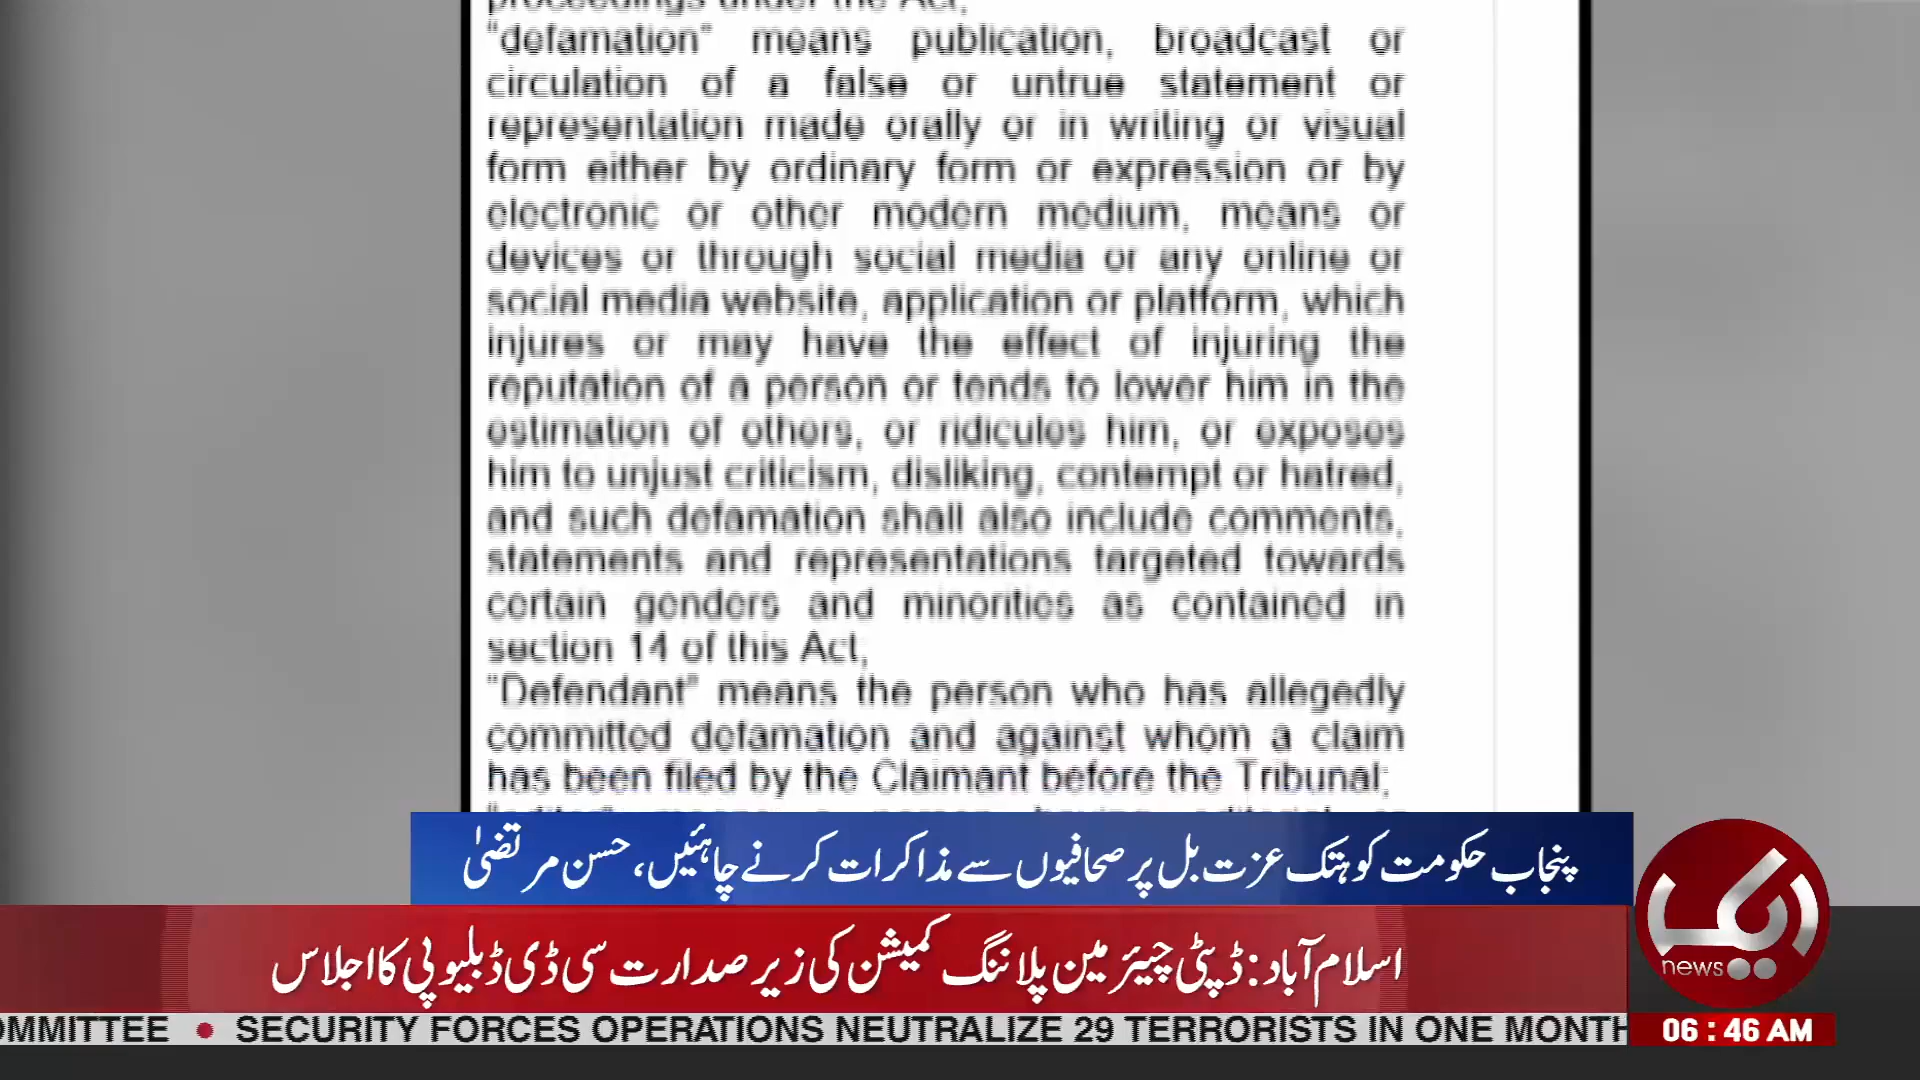 proceedings under the Act;
"defamation" means publication, broadcast or
circulation of a false or untrue statement or
representation made orally or in writing or visual
form either by ordinary form or expression or by
electronic or other modern medium, means or
devices or through social media or any online or
social media website, application or platform, which
injures or may have the effect of injuring the
reputation of a person or tends to lower him in the
estimation of others, or ridicules him, or exposes
him to unjust criticism, disliking, contempt or hatred,
and such defamation shall also include comments,
statements and representations targeted towards
certain genders and minorities as contained in
section 14 of this Act;
"Defendant" means the person who has allegedly
committed defamation and against whom a claim
has been filed by the Claimant before the Tribunal;
پنجاب حکومت کو ہتک عزت بل پر صحافیوں سے مذاکرات کرنے چاہئیں، حسن مرتضیٰ
اسلام آباد: ڈپٹی چیئرمین پلاننگ کمیشن کی زیر صدارت سی ڈی ڈبلیو پی کا اجلاس
OMMITTEE • SECURITY FORCES OPERATIONS NEUTRALIZE 29 TERRORISTS IN ONE MONTH
ایک
news
06 : 46 AM